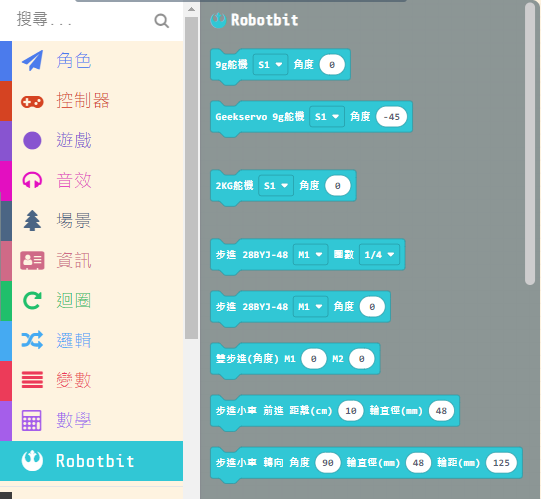 搜尋...
角色
控制器
遊戲
音效
場景
資訊
迴圈
邏輯
變數
數學
Robotbit
Robotbit
9g舵機 S1 角度 0
Geekservo 9g舵機 S1 角度 -45
2KG舵機 S1 角度 0
步進 28BYJ-48 M1 圈數 1/4
步進 28BYJ-48 M1 角度 0
雙步進(角度) M1 0 M2 0
步進小車 前進 距離(cm) 10 輪直徑(mm) 48
步進小車 轉向 角度 90 輪直徑(mm) 48 輪距(mm) 125